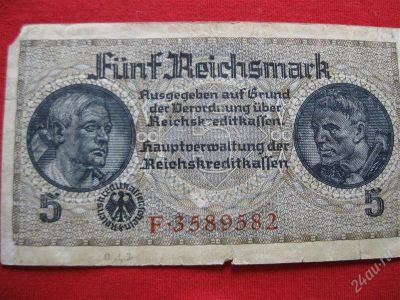 Fünf Reichsmark
Ausgegeben auf Grund
der Verordnung über
Reichskreditkassen.
Hauptverwaltung der
Reichskreditkassen
5
5
F·3589582